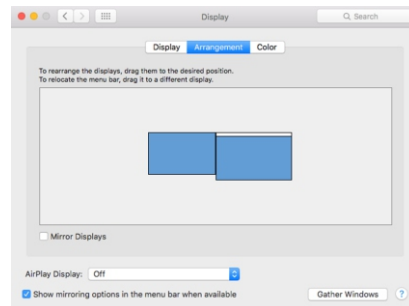 Display
Search
Display Arrangement Color
To rearrange the displays, drag them to the desired position.
To relocate the menu bar, drag it to a different display.
Mirror Displays
AirPlay Display: Off
Show mirroring options in the menu bar when available
Gather Windows ?